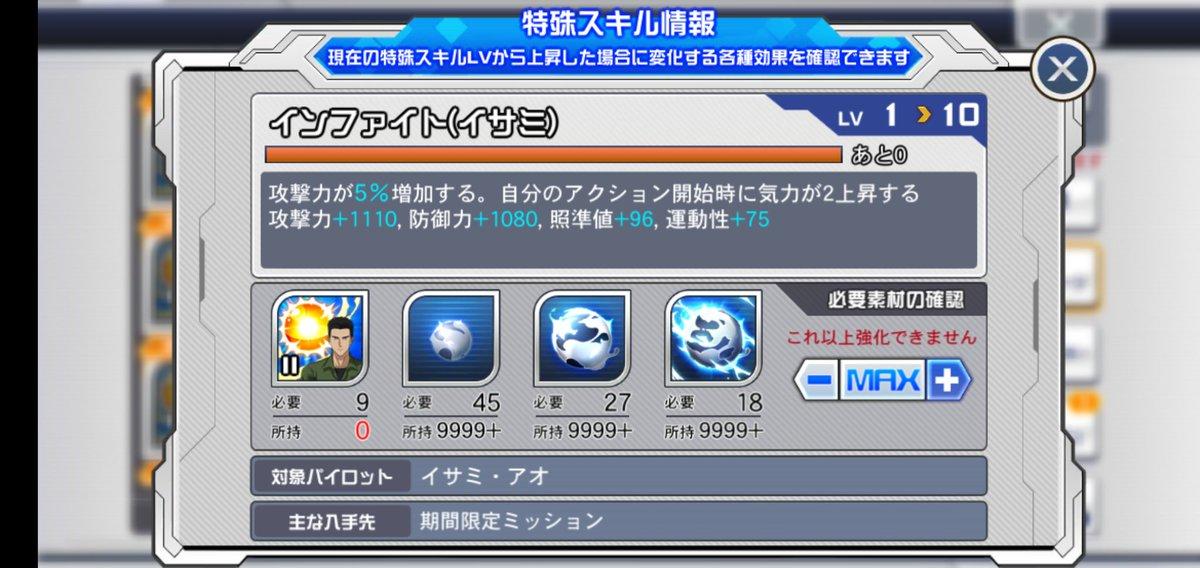 特殊スキル情報
現在の特殊スキルLVから上昇した場合に変化する各種効果を確認できます
インファイト(イサミ)
LV 1 > 10
あと0
攻撃力が5%増加する。自分のアクション開始時に気力が2上昇する
攻撃力+1110, 防御力+1080, 照準値+96, 運動性+75
必要素材の確認
これ以上強化できません
− MAX +
II
必要 9 必要 45 必要 27 必要 18
所持 0 所持 9999+ 所持 9999+ 所持 9999+
対象パイロット イサミ・アオ
主な入手先 期間限定ミッション